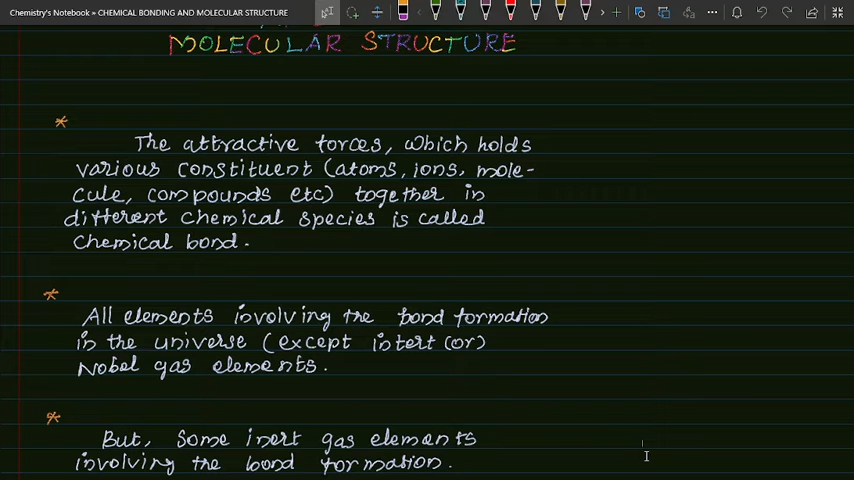 Chemistry's Notebook » CHEMICAL BONDING AND MOLECULAR STRUCTURE
MOLECULAR STRUCTURE
* The attractive forces, which holds
various constituent (atoms, ions, mole-
cule, compounds etc) together in
different chemical species is called
chemical bond.
* All elements involving the bond formation
in the universe (except intert (or)
Nobel gas elements.
* But, Some inert gas elements
involving the bond formation.